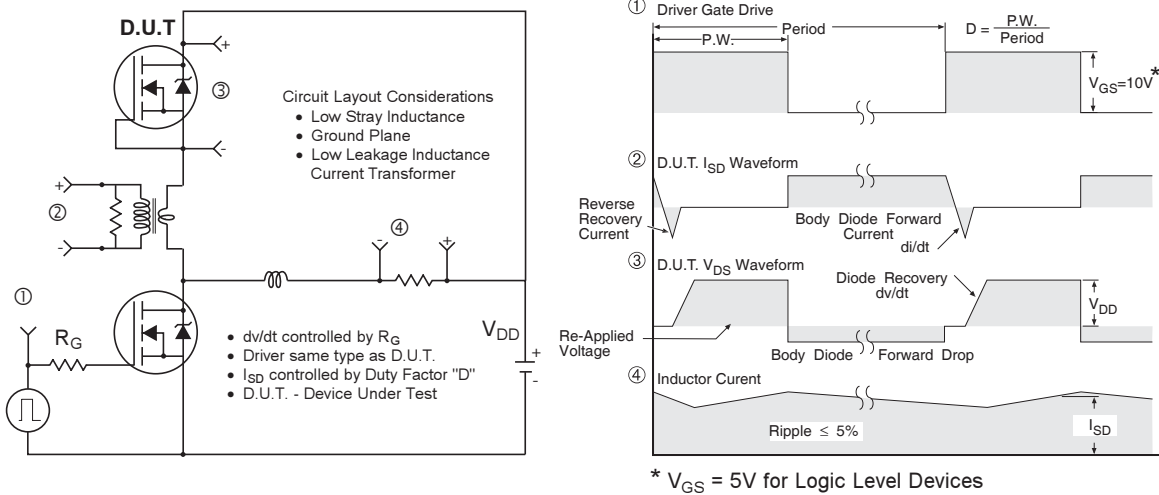 D.U.T
+
③
-
Circuit Layout Considerations
• Low Stray Inductance
• Ground Plane
• Low Leakage Inductance
Current Transformer
+
②
-
④
-
+
①
R_G
V_DD
+
-
• dv/dt controlled by R_G
• Driver same type as D.U.T.
• I_SD controlled by Duty Factor "D"
• D.U.T. - Device Under Test
① Driver Gate Drive
P.W.
Period
D = P.W. / Period
V_GS=10V*
② D.U.T. I_SD Waveform
Reverse
Recovery
Current
Body Diode Forward
Current
di/dt
③ D.U.T. V_DS Waveform
Diode Recovery
dv/dt
V_DD
Re-Applied
Voltage
Body Diode Forward Drop
④ Inductor Curent
Ripple ≤ 5%
I_SD
* V_GS = 5V for Logic Level Devices